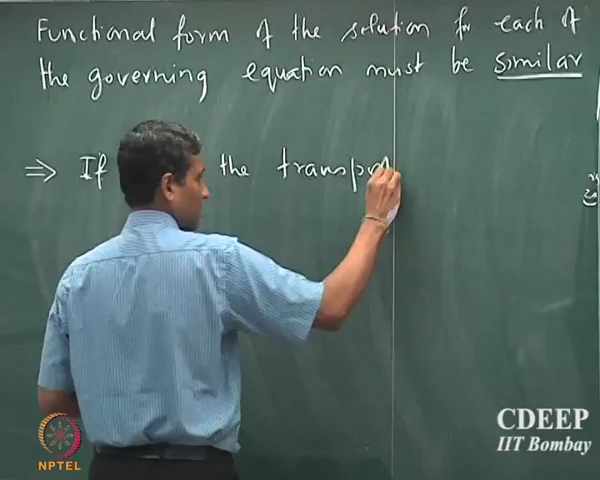 Functional form of the solution for each of
the governing equation must be similar
⇒ If the transpo
CDEEP
IIT Bombay
NPTEL